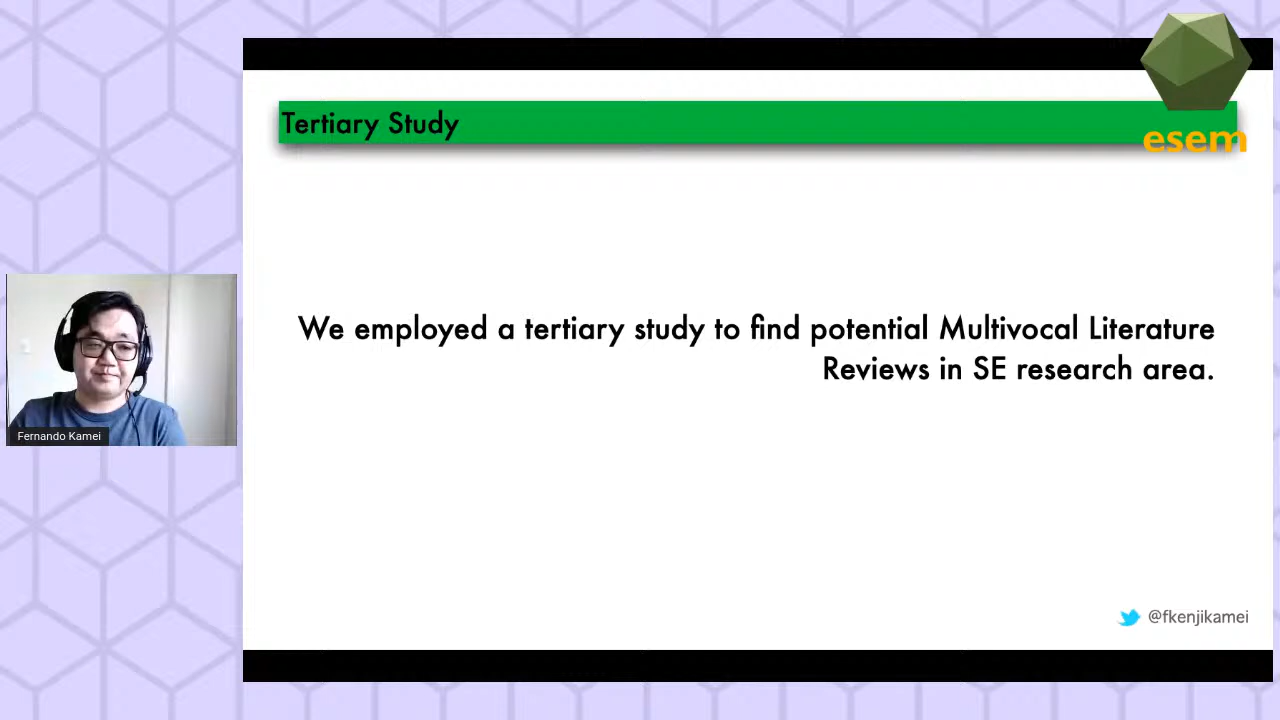 Tertiary Study
esem
We employed a tertiary study to find potential Multivocal Literature
Reviews in SE research area.
Fernando Kamei
@fkenjikamei